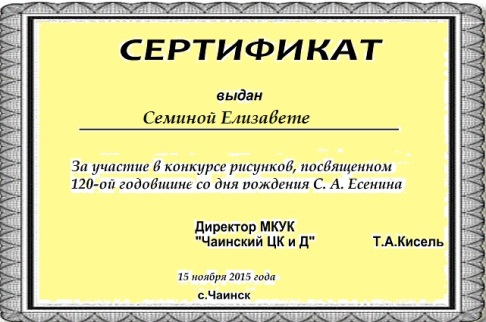 СЕРТИФИКАТ
выдан
Семиной Елизавете
За участие в конкурсе рисунков, посвященном
120-ой годовщине со дня рождения С. А. Есенина
Директор МКУК
"Чаинский ЦК и Д" Т.А.Кисель
15 ноября 2015 года
с.Чаинск